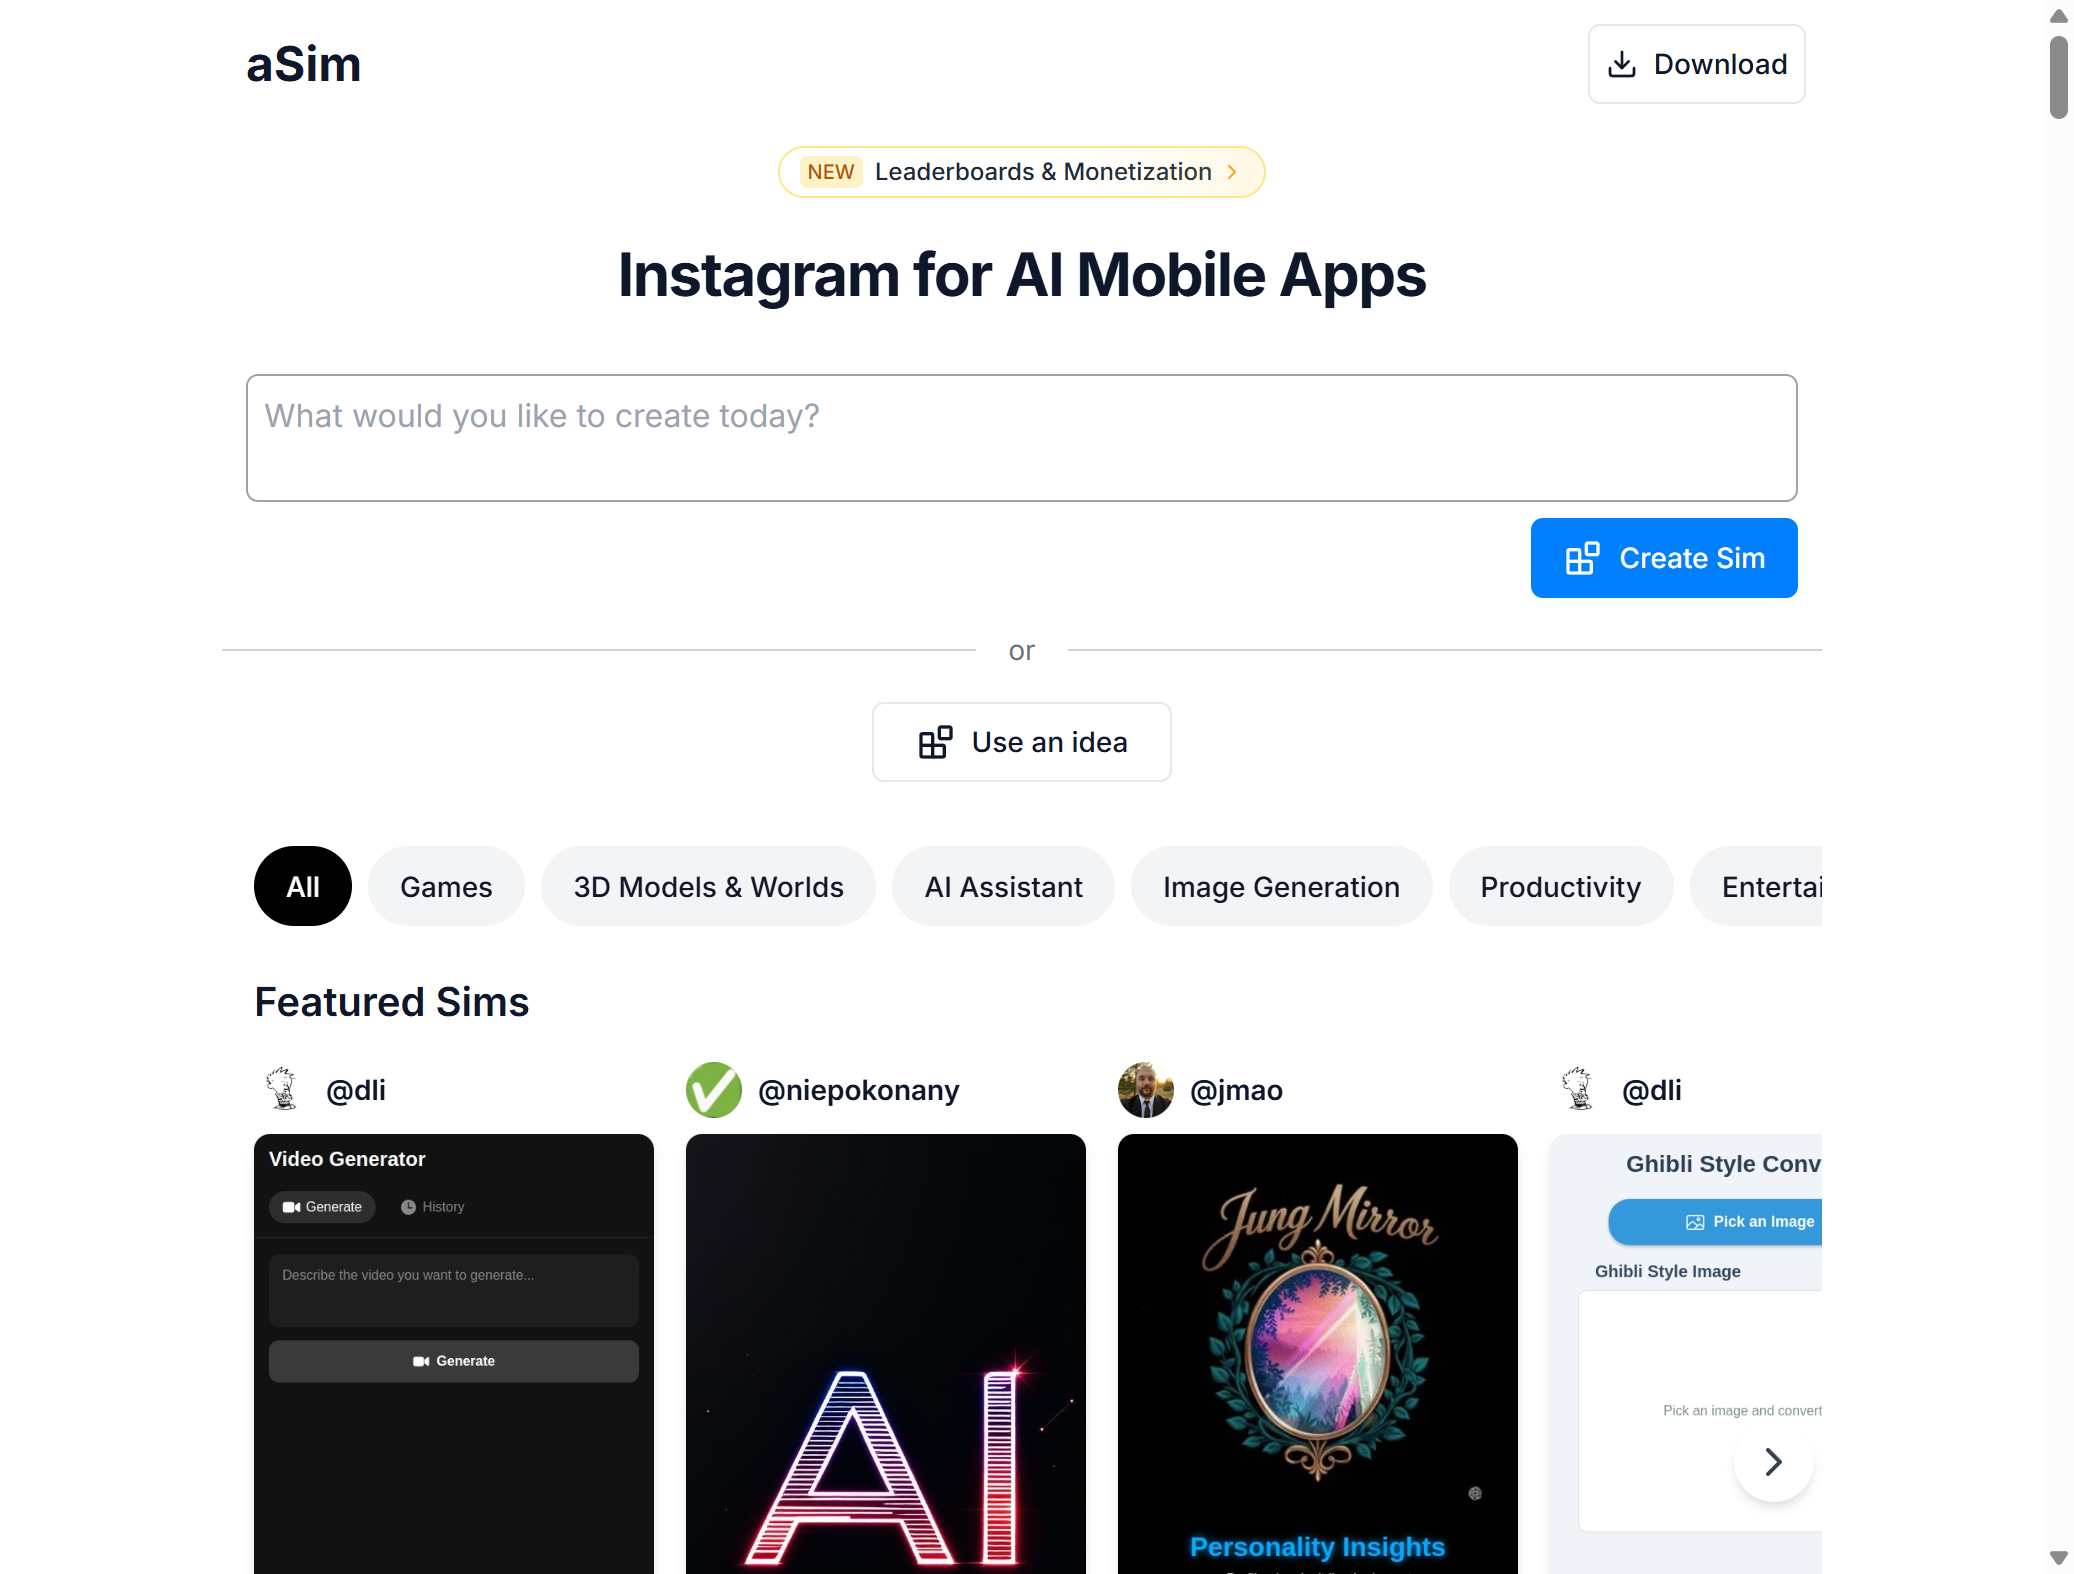 aSim
Download
NEW Leaderboards & Monetization
Instagram for AI Mobile Apps
What would you like to create today?
Create Sim
or
Use an idea
All
Games
3D Models & Worlds
AI Assistant
Image Generation
Productivity
Entertai
Featured Sims
@dli
@niepokonany
@jmao
@dli
Video Generator
Generate
History
Describe the video you want to generate...
Generate
AI
Jung Mirror
Personality Insights
Ghibli Style Conv
Pick an Image
Ghibli Style Image
Pick an image and convert